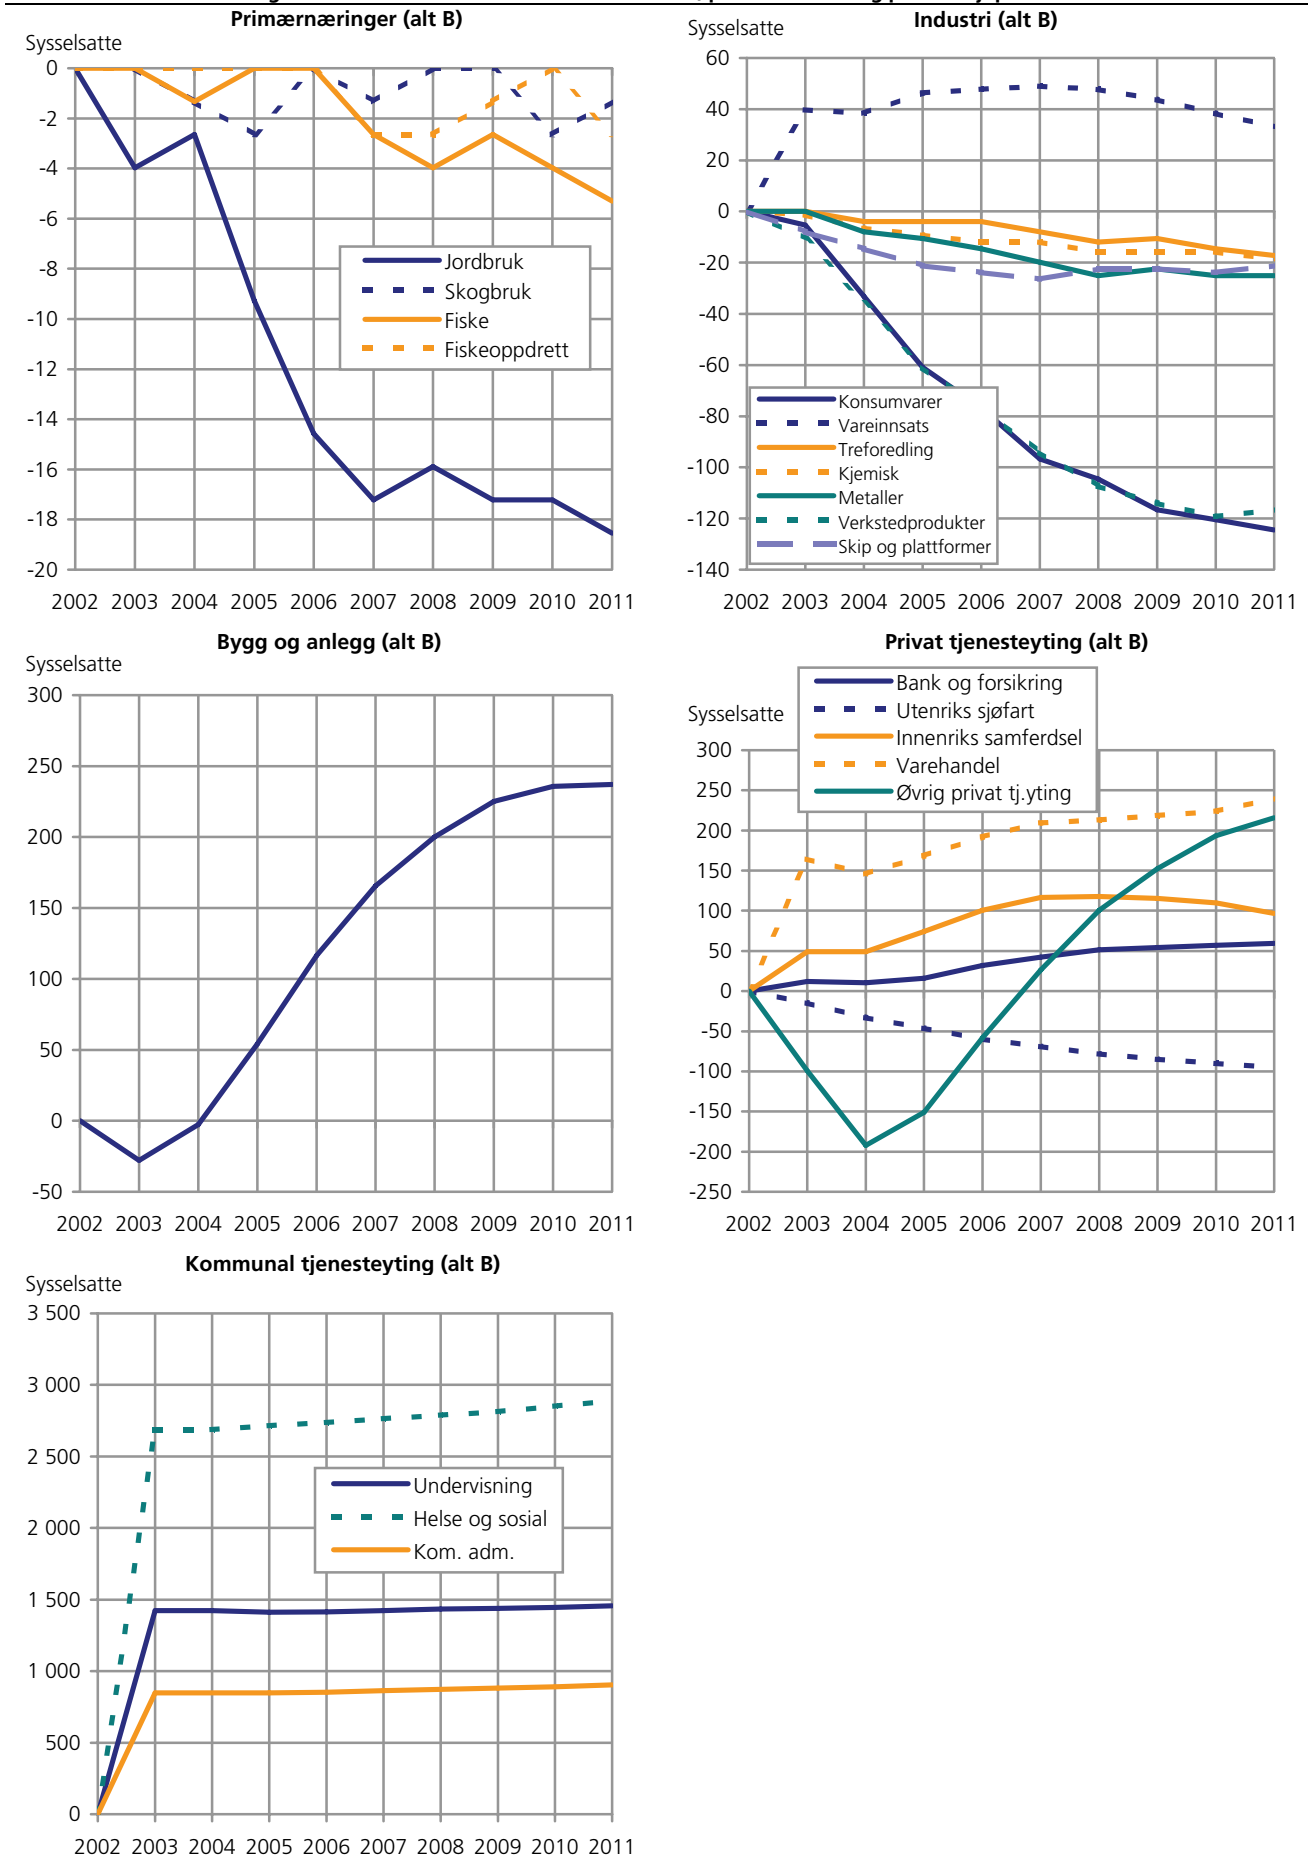 Primærnæringer (alt B)
Sysselsatte
0
-2
-4
-6
-8
-10
-12
-14
-16
-18
-20
Jordbruk
Skogbruk
Fiske
Fiskeoppdrett
2002 2003 2004 2005 2006 2007 2008 2009 2010 2011
Industri (alt B)
Sysselsatte
60
40
20
0
-20
-40
-60
-80
-100
-120
-140
Konsumvarer
Vareinnsats
Treforedling
Kjemisk
Metaller
Verkstedprodukter
Skip og plattformer
2002 2003 2004 2005 2006 2007 2008 2009 2010 2011
Bygg og anlegg (alt B)
Sysselsatte
300
250
200
150
100
50
0
-50
2002 2003 2004 2005 2006 2007 2008 2009 2010 2011
Privat tjenesteyting (alt B)
Bank og forsikring
Utenriks sjøfart
Innenriks samferdsel
Varehandel
Øvrig privat tj.yting
Sysselsatte
300
250
200
150
100
50
0
-50
-100
-150
-200
-250
2002 2003 2004 2005 2006 2007 2008 2009 2010 2011
Kommunal tjenesteyting (alt B)
Sysselsatte
3 500
3 000
2 500
2 000
1 500
1 000
500
0
Undervisning
Helse og sosial
Kom. adm.
2002 2003 2004 2005 2006 2007 2008 2009 2010 2011